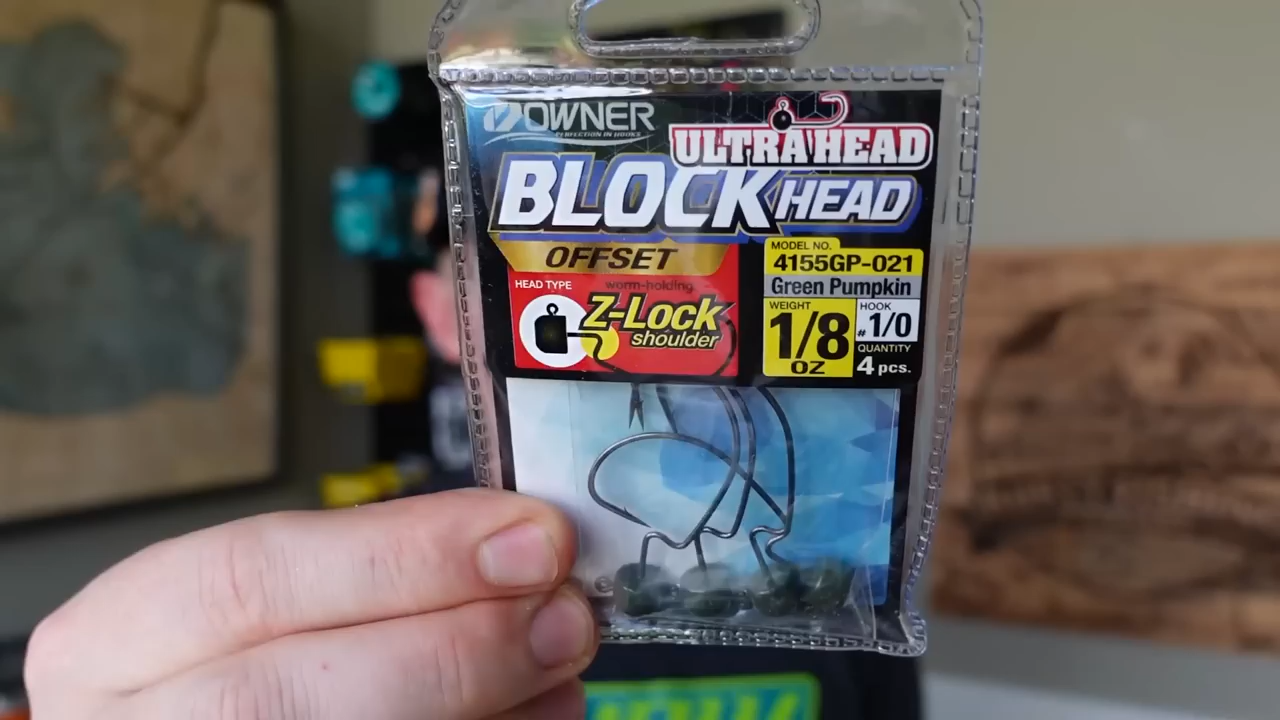 OWNER
PERFECTION IN HOOKS
ULTRA HEAD
BLOCK HEAD
OFFSET
HEAD TYPE
worm-holding
Z-Lock
shoulder
MODEL NO.
4155GP-021
Green Pumpkin
WEIGHT
1/8
OZ
HOOK
#1/0
QUANTITY
4 pcs.